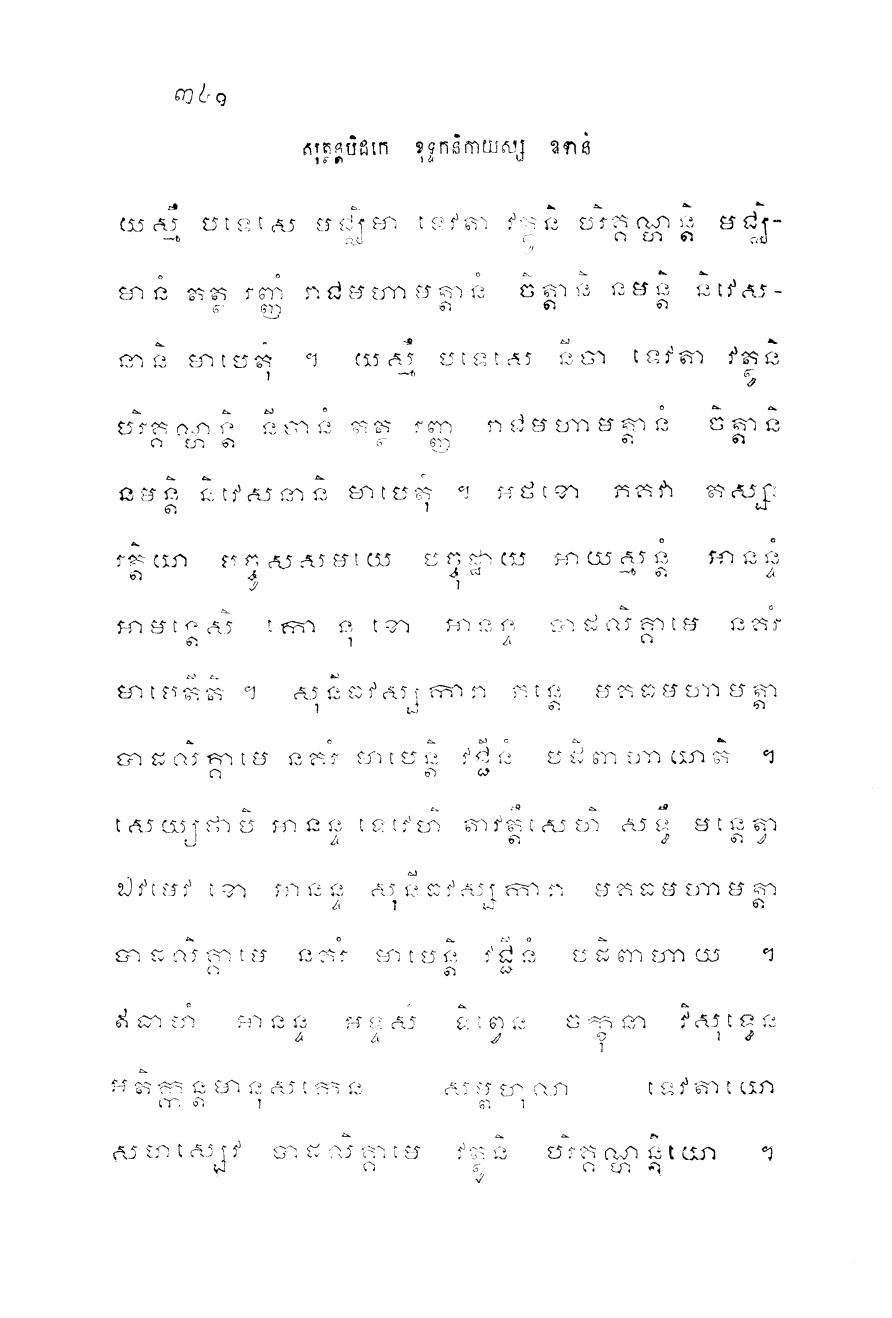 ៣៤១
សុត្តន្តបិដកេ ខុទ្ទកនិកាយស្ស ឧទានំ
យស្មឹ បទេសេ មជ្ឈិមា ទេវតា វត្ថូនិ បរិគ្គណ្ហន្តិ មជ្ឈិ-
មានំ តត្ថ រញ្ញំ រាជមហាមត្តានំ ចិត្តានិ នមន្តិ និវេស-
នានិ មាបេតុំ ។ យស្មឹ បទេសេ នីចា ទេវតា វត្ថូនិ
បរិគ្គណ្ហន្តិ នីចានំ តត្ថ រញ្ញំ រាជមហាមត្តានំ ចិត្តានិ
នមន្តិ និវេសនានិ មាបេតុំ ។ អថខោ ភគវា តស្សា
រត្តិយា បច្ចូសសមយេ បច្ចុដ្ឋាយ អាយស្មន្តំ អានន្ទំ
អាមន្តេសិ កោ នុ ខោ អានន្ទ បាដលិគ្គាមេ នគរំ
មាបេតីតិ ។ សុនីធវស្សការា ភន្តេ មគធមហាមត្តា
បាដលិគ្គាមេ នគរំ មាបេន្តិ វជ្ជីនំ បដិពាហាយាតិ ។
សេយ្យថាបិ អានន្ទ ទេវេហិ តាវត្តឹសេហិ សទ្ធឹ មន្តេត្វា
ឯវមេវ ខោ អានន្ទ សុនីធវស្សការា មគធមហាមត្តា
បាដលិគ្គាមេ នគរំ មាបេន្តិ វជ្ជីនំ បដិពាហាយ ។
ឥធាហំ អានន្ទ អទ្ទសំ ទិព្វេន ចក្ខុនា វិសុទ្ធេន
អតិក្កន្តមានុសកេន សម្ពហុលា ទេវតាយោ
សហស្សេវ បាដលិគ្គាមេ វត្ថូនិ បរិគ្គណ្ហន្តិយោ ។